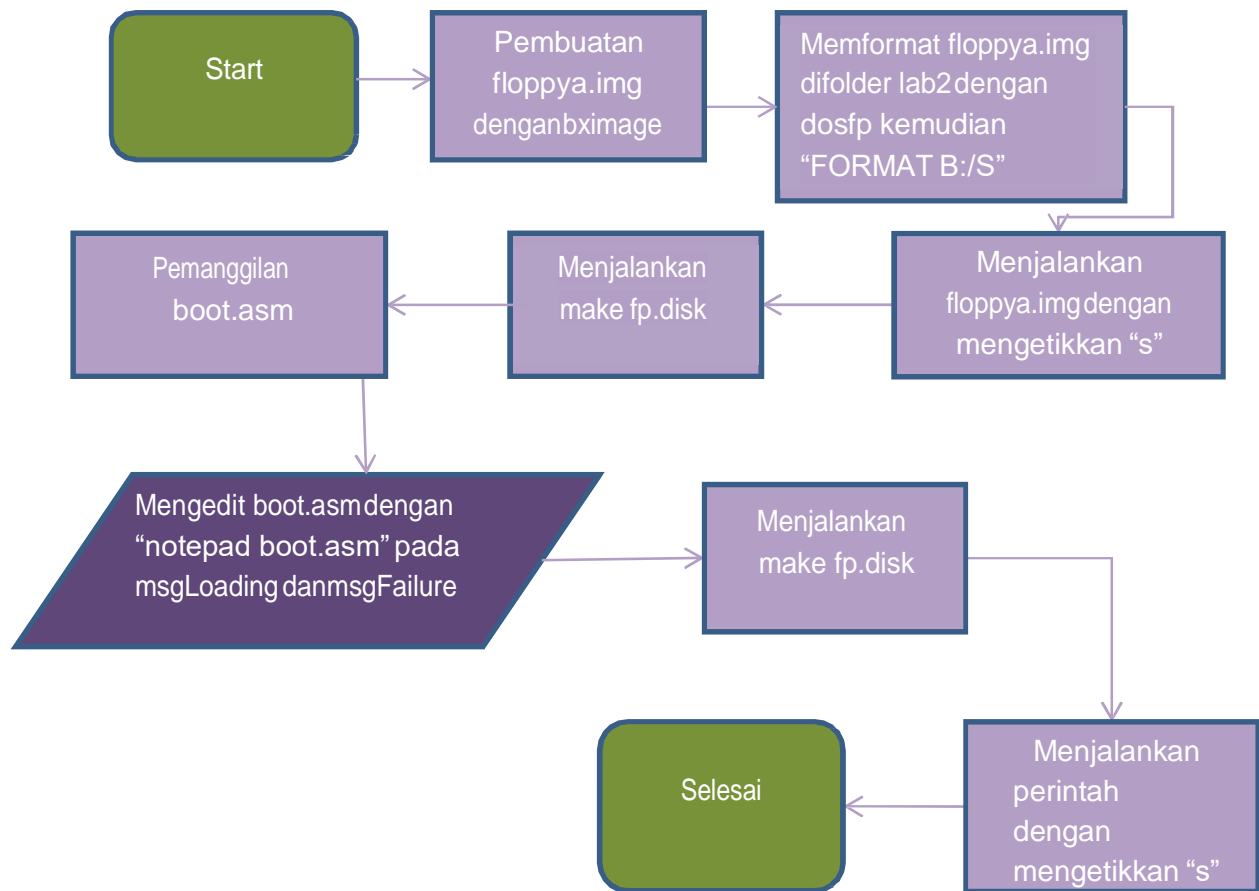 Start
Pembuatan
floppya.img
denganbximage
Memformat floppya.img
difolder lab2 dengan
dosfp kemudian
“FORMAT B:/S”
Menjalankan
floppya.img dengan
mengetikkan “s”
Menjalankan
make fp.disk
Pemanggilan
boot.asm
Mengedit boot.asm dengan
“notepad boot.asm” pada
msgLoading danmsgFailure
Menjalankan
make fp.disk
Menjalankan
perintah
dengan
mengetikkan “s”
Selesai